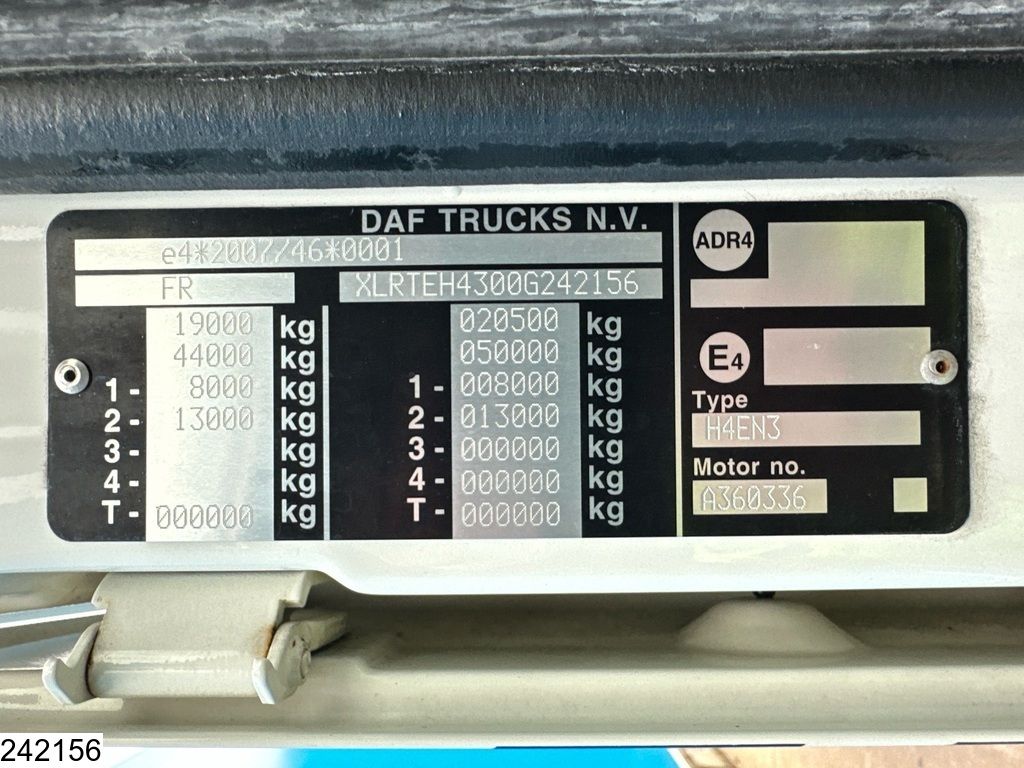 DAF TRUCKS N.V.
e4*2007/46*0001
FR XLRTEH4300G242156
19000 kg 020500 kg
44000 kg 050000 kg
1- 8000 kg 1- 008000 kg
2- 13000 kg 2- 013000 kg
3- kg 3- 000000 kg
4- kg 4- 000000 kg
T- 000000 kg T- 000000 kg
ADR4
E4
Type
H4EN3
Motor no.
A360336
242156